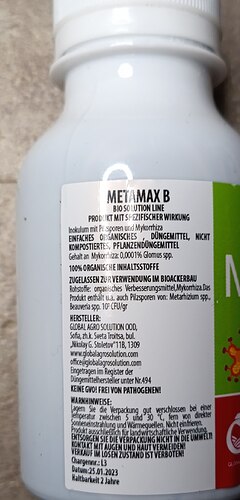 METAMAX B
BIO SOLUTION LINE
PRODUKT MIT SPEZIFISCHER WIRKUNG
Inokulum mit Pilzsporen und Mykorrhiza
EINFACHES ORGANISCHES , DÜNGEMITTEL, NICHT
KOMPOSTIERTES, PFLANZENDÜNGEMITTEL
Gehalt an Mykorrhiza: 0,0001% Glomus spp.
100% ORGANISCHE INHALTSSTOFFE
ZUGELASSEN ZUR VERWENDUNG IM BIOACKERBAU
Rohstoffe: organisches Verbesserungsmittel,Mykorrhiza.Das
Produkt enthält u.a. auch Pilzsporen von: Metarhizium spp.,
Beauveria spp. 10⁵ CFU/gr
HERSTELLER:
GLOBAL AGRO SOLUTION OOD,
Sofia, zh.k. Sveta Troitsa, bul.
„Nikolay G. Stoletov"118, 1309
www.globalagrosolution.com
office@globalagrosolution.com
Eingetragen im Register der
Düngemittelhersteller unter Nr.494
KEINE GVO! FREI VON PATHOGENEN!
WARNHINWEISE:
Lagern Sie die Verpackung gut verschlossen bei einer
Temperatur zwischen 5 und 30 °C, fern von direkter
Sonneneinstrahlung und Wärmequellen. Nicht einfrieren.
Produkt ausschließlich für landwirtschaftliche Verwendung.
ENTSORGEN SIE DIE VERPACKUNG NICHT IN DIE UMWELT!
KONTAKT MIT AUGEN UND HAUT VERMEIDEN!
VERKAUF IM LOSEN ZUSTAND IST VERBOTEN!
Chargennr.: L3
Datum:25.01.2023
Haltbarkeit 2 Jahre